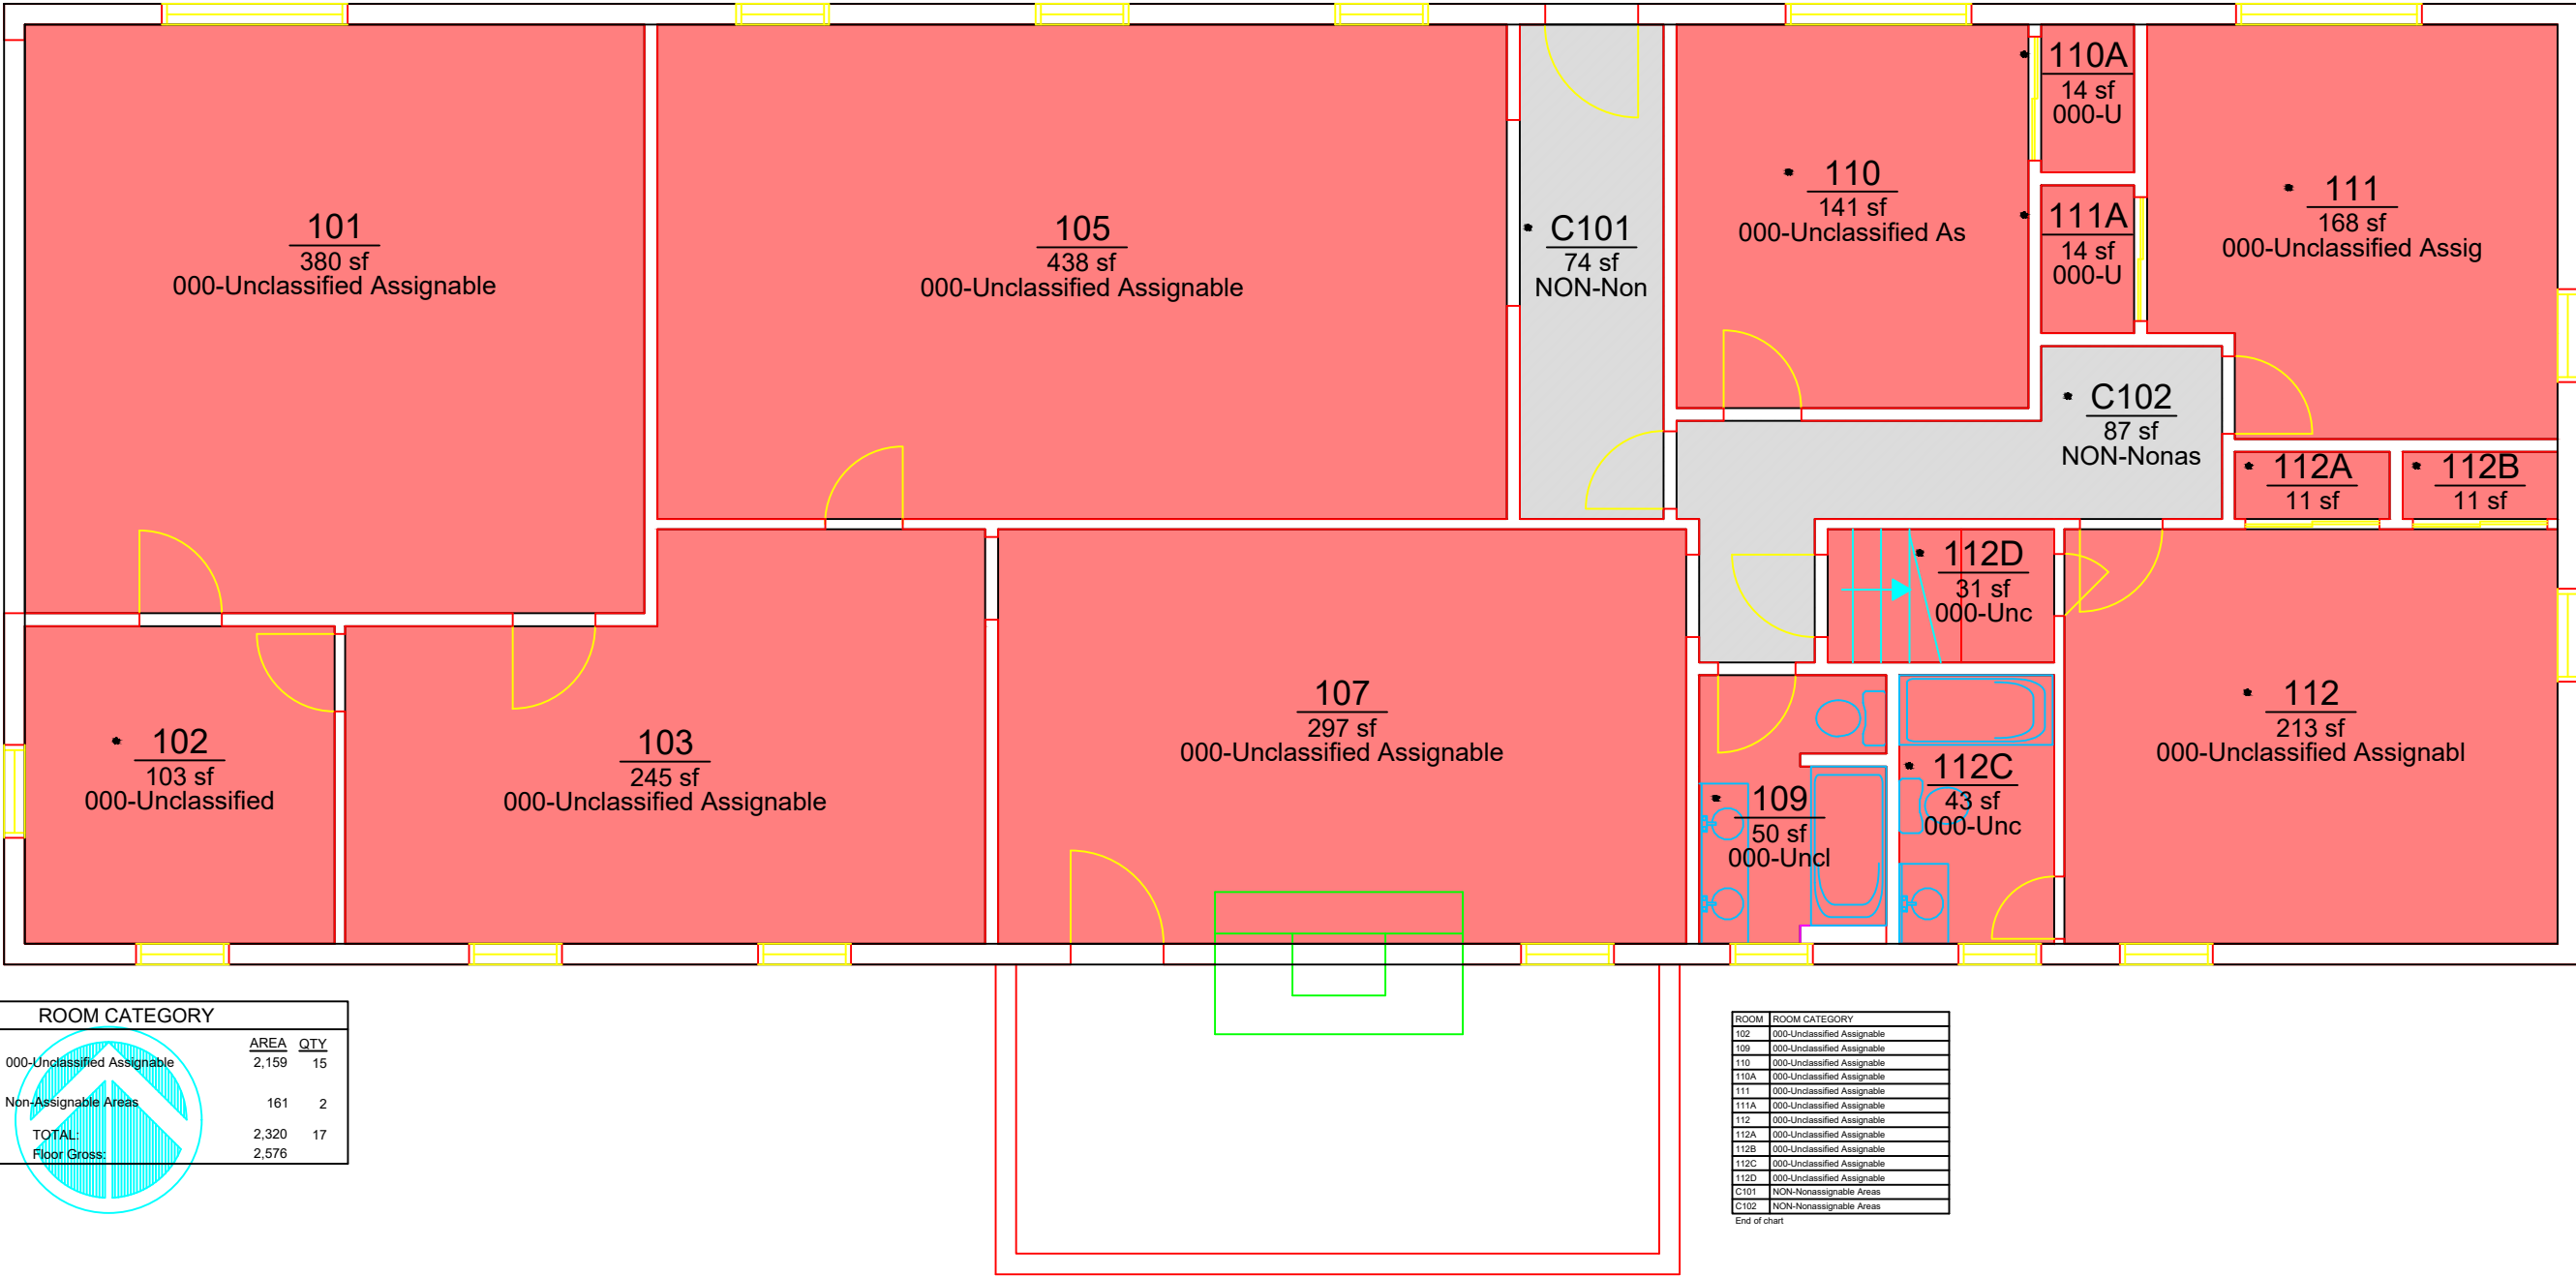 101
380 sf
000-Unclassified Assignable
105
438 sf
000-Unclassified Assignable
C101
74 sf
NON-Non
110
141 sf
000-Unclassified As
110A
14 sf
000-U
111A
14 sf
000-U
111
168 sf
000-Unclassified Assig
C102
87 sf
NON-Nonas
112A
11 sf
112B
11 sf
112D
31 sf
000-Unc
102
103 sf
000-Unclassified
103
245 sf
000-Unclassified Assignable
107
297 sf
000-Unclassified Assignable
109
50 sf
000-Uncl
112C
43 sf
000-Unc
112
213 sf
000-Unclassified Assignabl
ROOM CATEGORY
AREA QTY
000-Unclassified Assignable 2,159 15
Non-Assignable Areas 161 2
TOTAL: 2,320 17
Floor Gross: 2,576
ROOM ROOM CATEGORY
102 000-Unclassified Assignable
109 000-Unclassified Assignable
110 000-Unclassified Assignable
110A 000-Unclassified Assignable
111 000-Unclassified Assignable
111A 000-Unclassified Assignable
112 000-Unclassified Assignable
112A 000-Unclassified Assignable
112B 000-Unclassified Assignable
112C 000-Unclassified Assignable
112D 000-Unclassified Assignable
C101 NON-Nonassignable Areas
C102 NON-Nonassignable Areas
End of chart